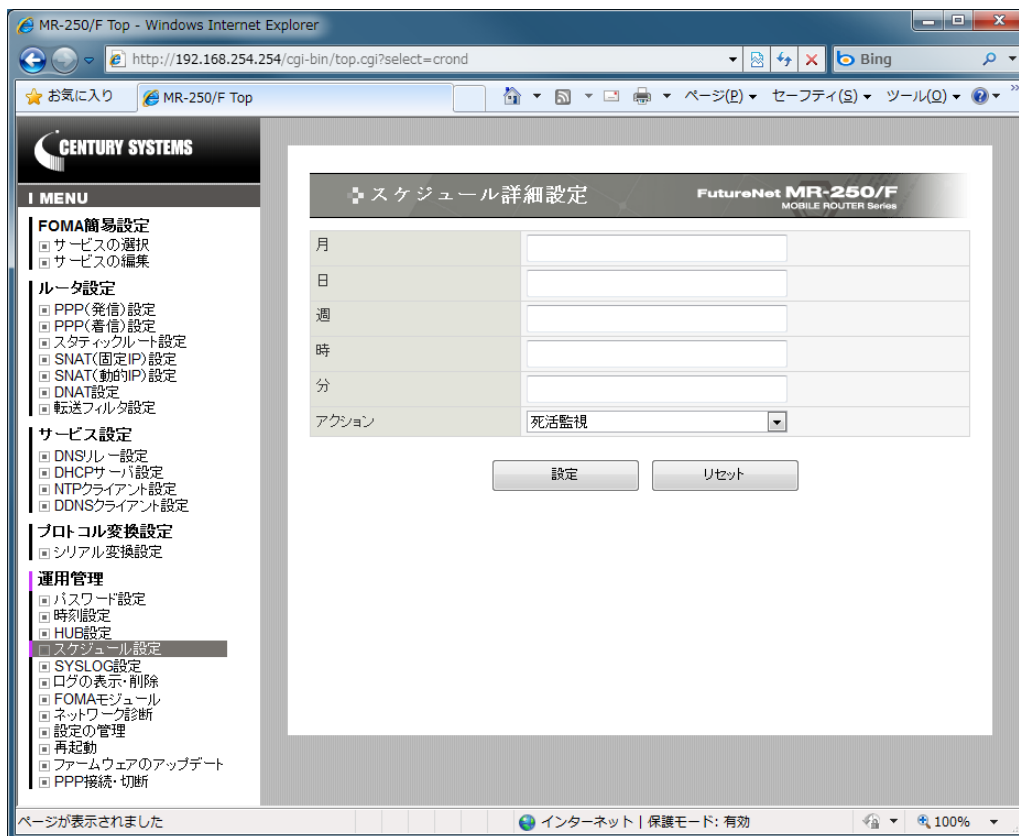 MR-250/F Top - Windows Internet Explorer
http://192.168.254.254/cgi-bin/top.cgi?select=crond
Bing
お気に入り
MR-250/F Top
ページ(P)
セーフティ(S)
ツール(O)
CENTURY SYSTEMS
MENU
FOMA簡易設定
サービスの選択
サービスの編集
ルータ設定
PPP(発信)設定
PPP(着信)設定
スタティックルート設定
SNAT(固定IP)設定
SNAT(動的IP)設定
DNAT設定
転送フィルタ設定
サービス設定
DNSリレー設定
DHCPサーバ設定
NTPクライアント設定
DDNSクライアント設定
プロトコル変換設定
シリアル変換設定
運用管理
パスワード設定
時刻設定
HUB設定
スケジュール設定
SYSLOG設定
ログの表示・削除
FOMAモジュール
ネットワーク診断
設定の管理
再起動
ファームウェアのアップデート
PPP接続・切断
スケジュール詳細設定
FutureNet MR-250/F
MOBILE ROUTER Series
月
日
週
時
分
アクション
死活監視
設定
リセット
ページが表示されました
インターネット | 保護モード: 有効
100%